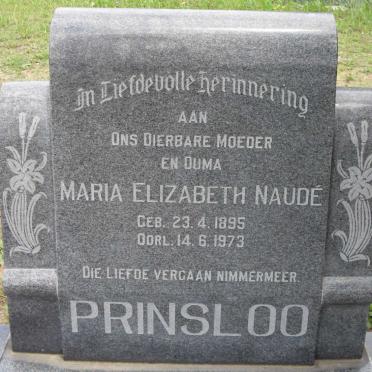 In Liefdevolle Herinnering
AAN
ONS DIERBARE MOEDER
EN OUMA
MARIA ELIZABETH NAUDÉ
GEB. 23. 4. 1895
OORL. 14. 6. 1973
DIE LIEFDE VERGAAN NIMMERMEER.
PRINSLOO